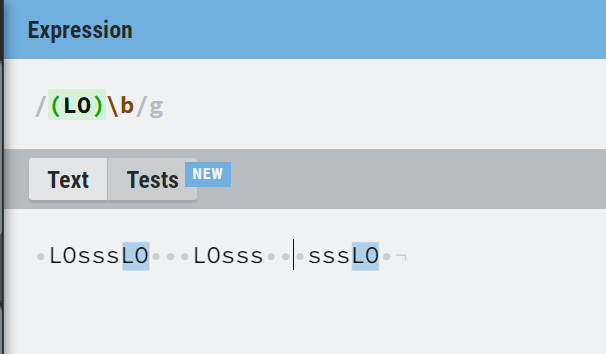 Expression
/(LO)\b/g
Text Tests NEW
·LOsssLO···LOsss···sssLO·¬